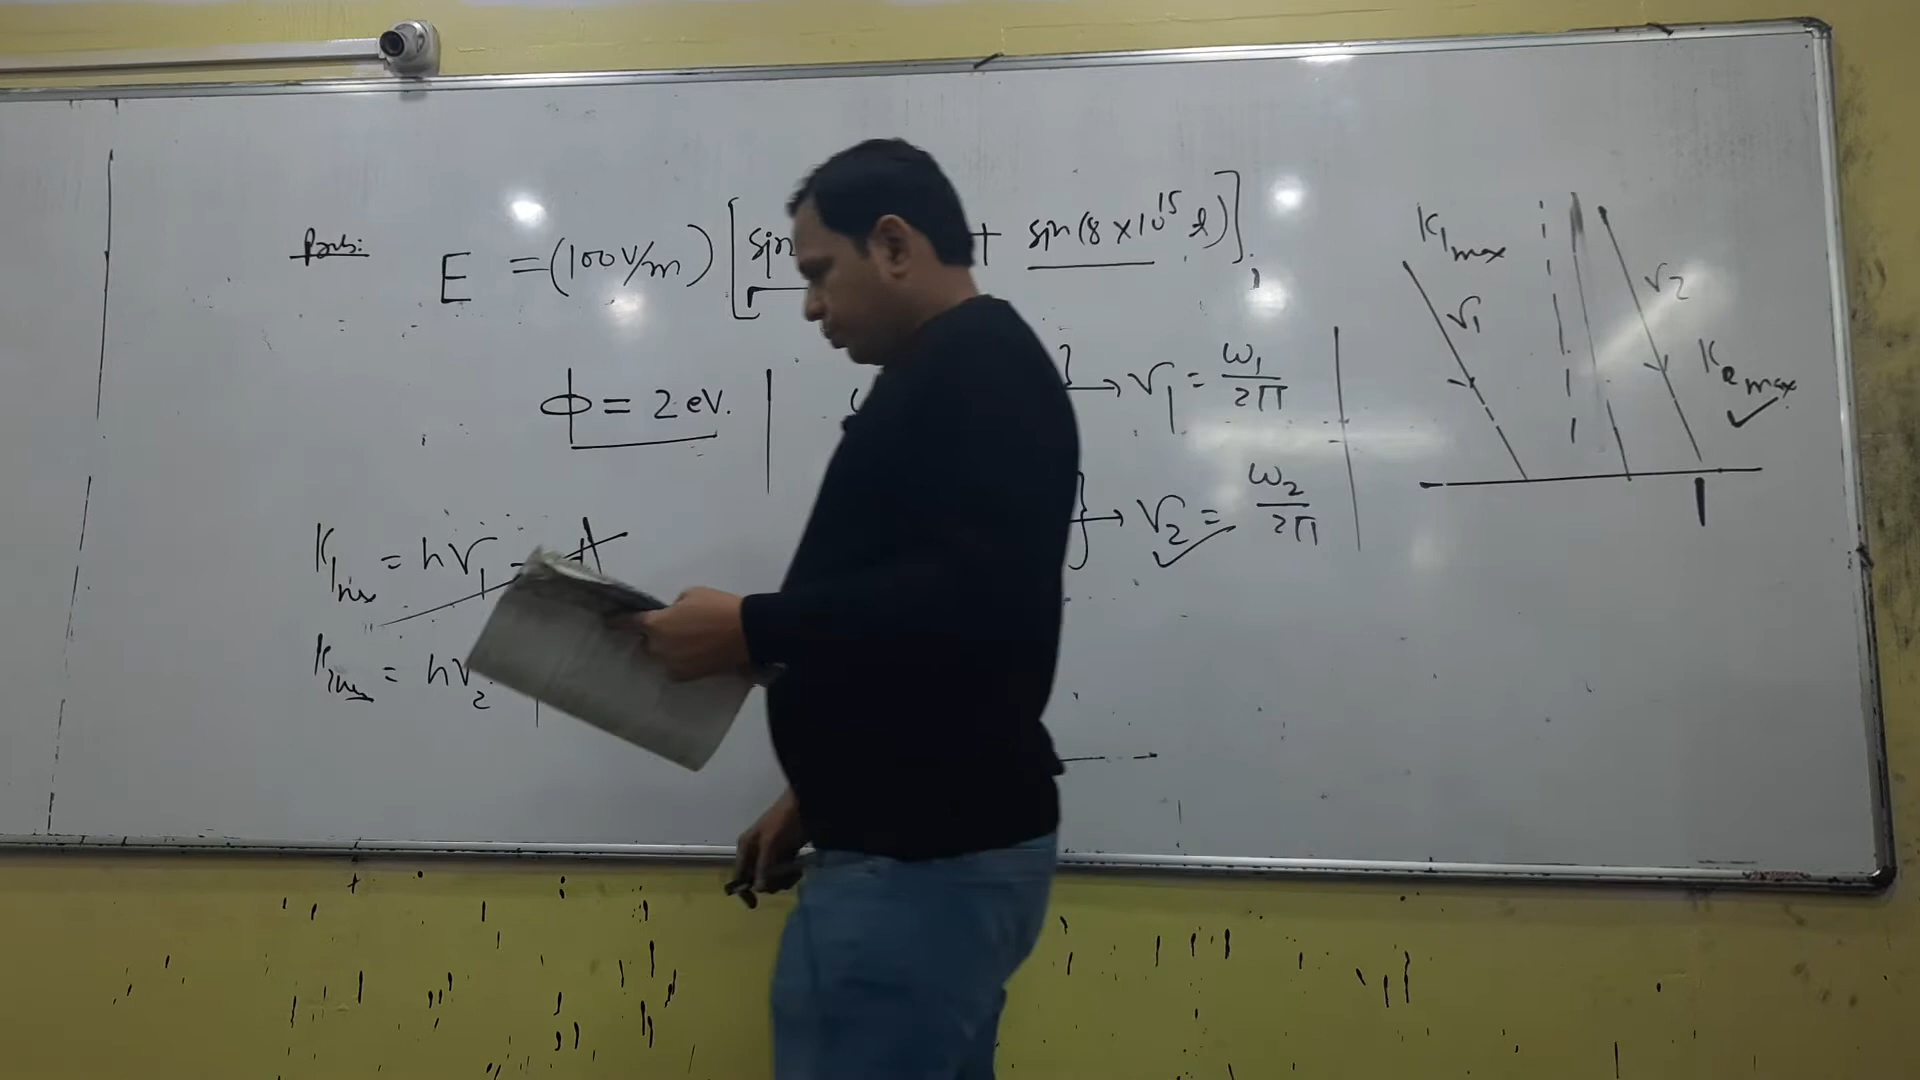 Prob:
E = (100 V/m) [sin + sin(8 × 10^15 t)].
ϕ = 2 eV.
} → ν₁ = ω₁/2π
} → ν₂ = ω₂/2π
K₁max = hν₁ -
K₂max = hν₂
K₁max
ν₁
ν₂
K₂max